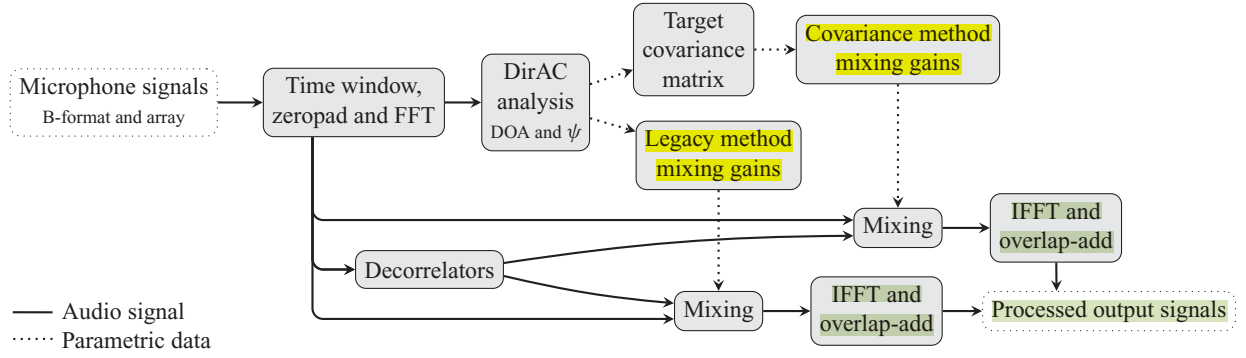 Microphone signals
B-format and array
Time window,
zeropad and FFT
DirAC
analysis
DOA and ψ
Target
covariance
matrix
Covariance method
mixing gains
Legacy method
mixing gains
Mixing
IFFT and
overlap-add
Decorrelators
Mixing
IFFT and
overlap-add
Processed output signals
Audio signal
Parametric data